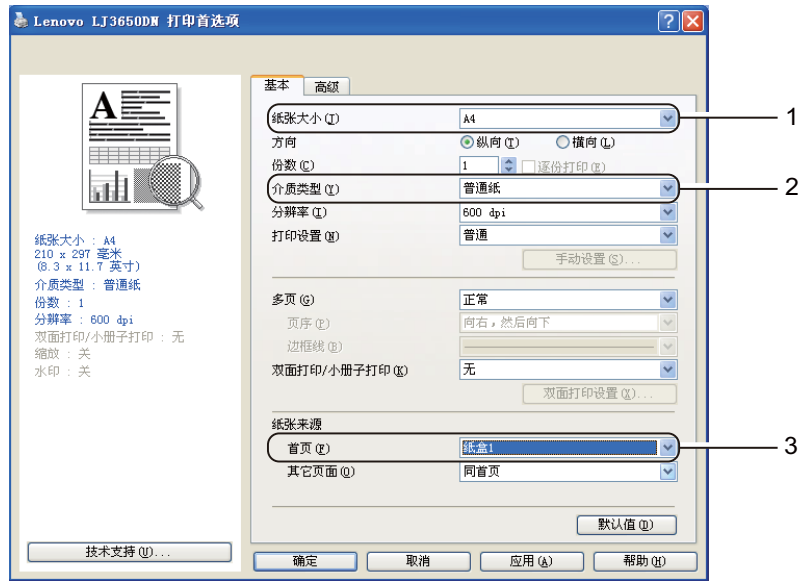 Lenovo LJ3650DN 打印首选项
A
纸张大小 : A4
210 x 297 毫米
(8.3 x 11.7 英寸)
介质类型 : 普通纸
份数 : 1
分辨率 : 600 dpi
双面打印/小册子打印 : 无
缩放 : 关
水印 : 关
技术支持(U)...
基本 高级
纸张大小(T) A4 1
方向 纵向(T) 横向(L)
份数(C) 1 逐份打印(E)
介质类型(Y) 普通纸 2
分辨率(I) 600 dpi
打印设置(N) 普通
手动设置(S)...
多页(G) 正常
页序(P) 向右，然后向下
边框线(B)
双面打印/小册子打印(K) 无
双面打印设置(X)...
纸张来源
首页(F) 纸盒1 3
其它页面(O) 同首页
默认值(D)
确定 取消 应用(A) 帮助(H)